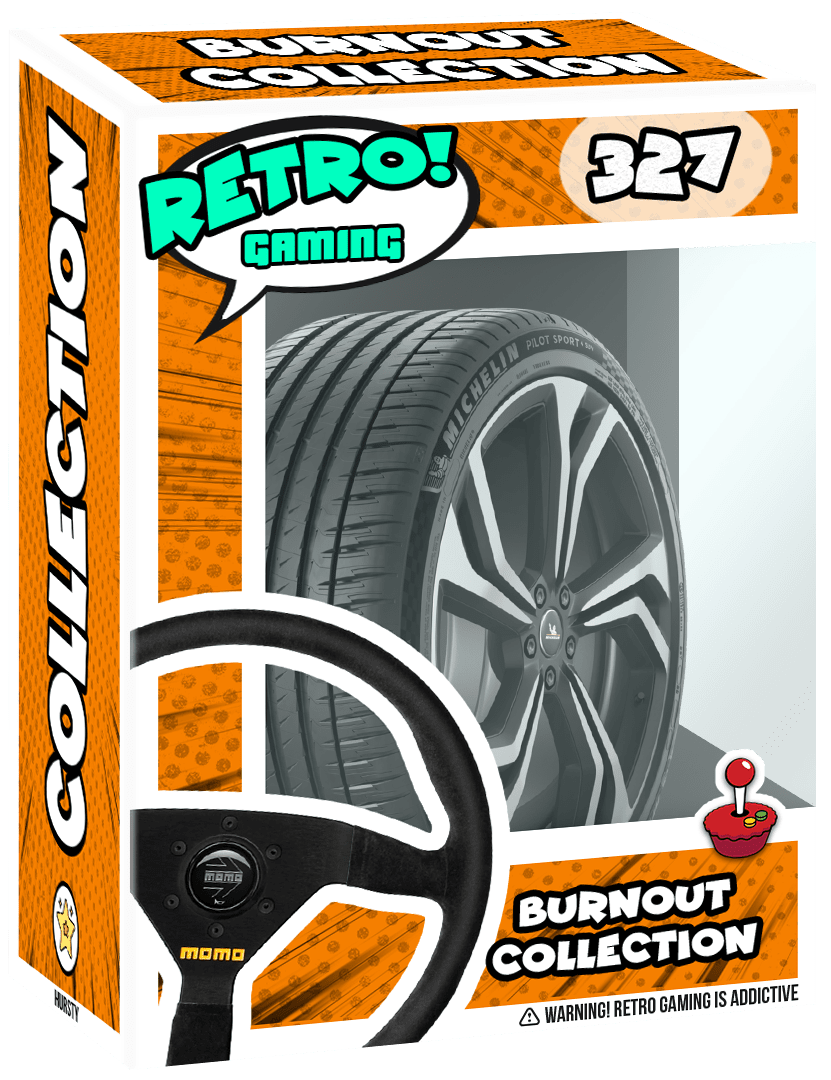 BURNOUT
COLLECTION
COLLECTION
HURSTY
RETRO!
GAMING
327
MICHELIN PILOT SPORT
MOMO
MOMO
BURNOUT
COLLECTION
WARNING! RETRO GAMING IS ADDICTIVE